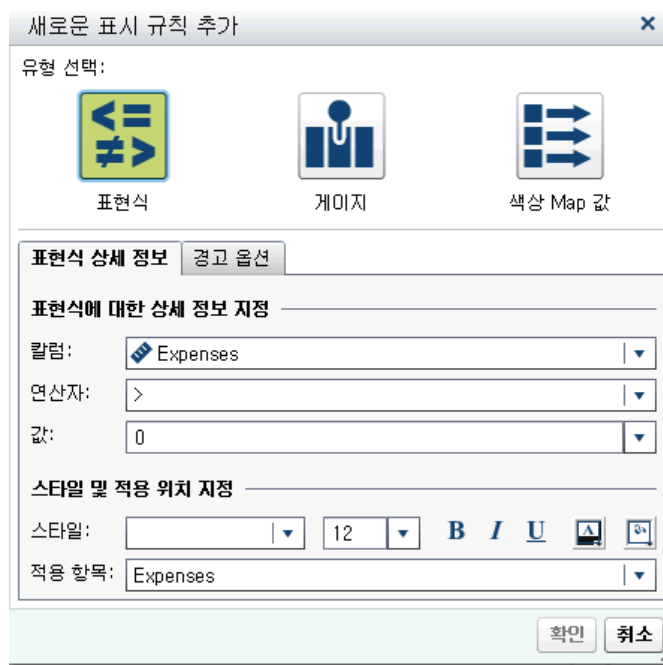 새로운 표시 규칙 추가
유형 선택:
표현식 게이지 색상 Map 값
표현식 상세 정보 경고 옵션
표현식에 대한 상세 정보 지정
칼럼: Expenses
연산자: >
값: 0
스타일 및 적용 위치 지정
스타일: 12 B I U A
적용 항목: Expenses
확인 취소